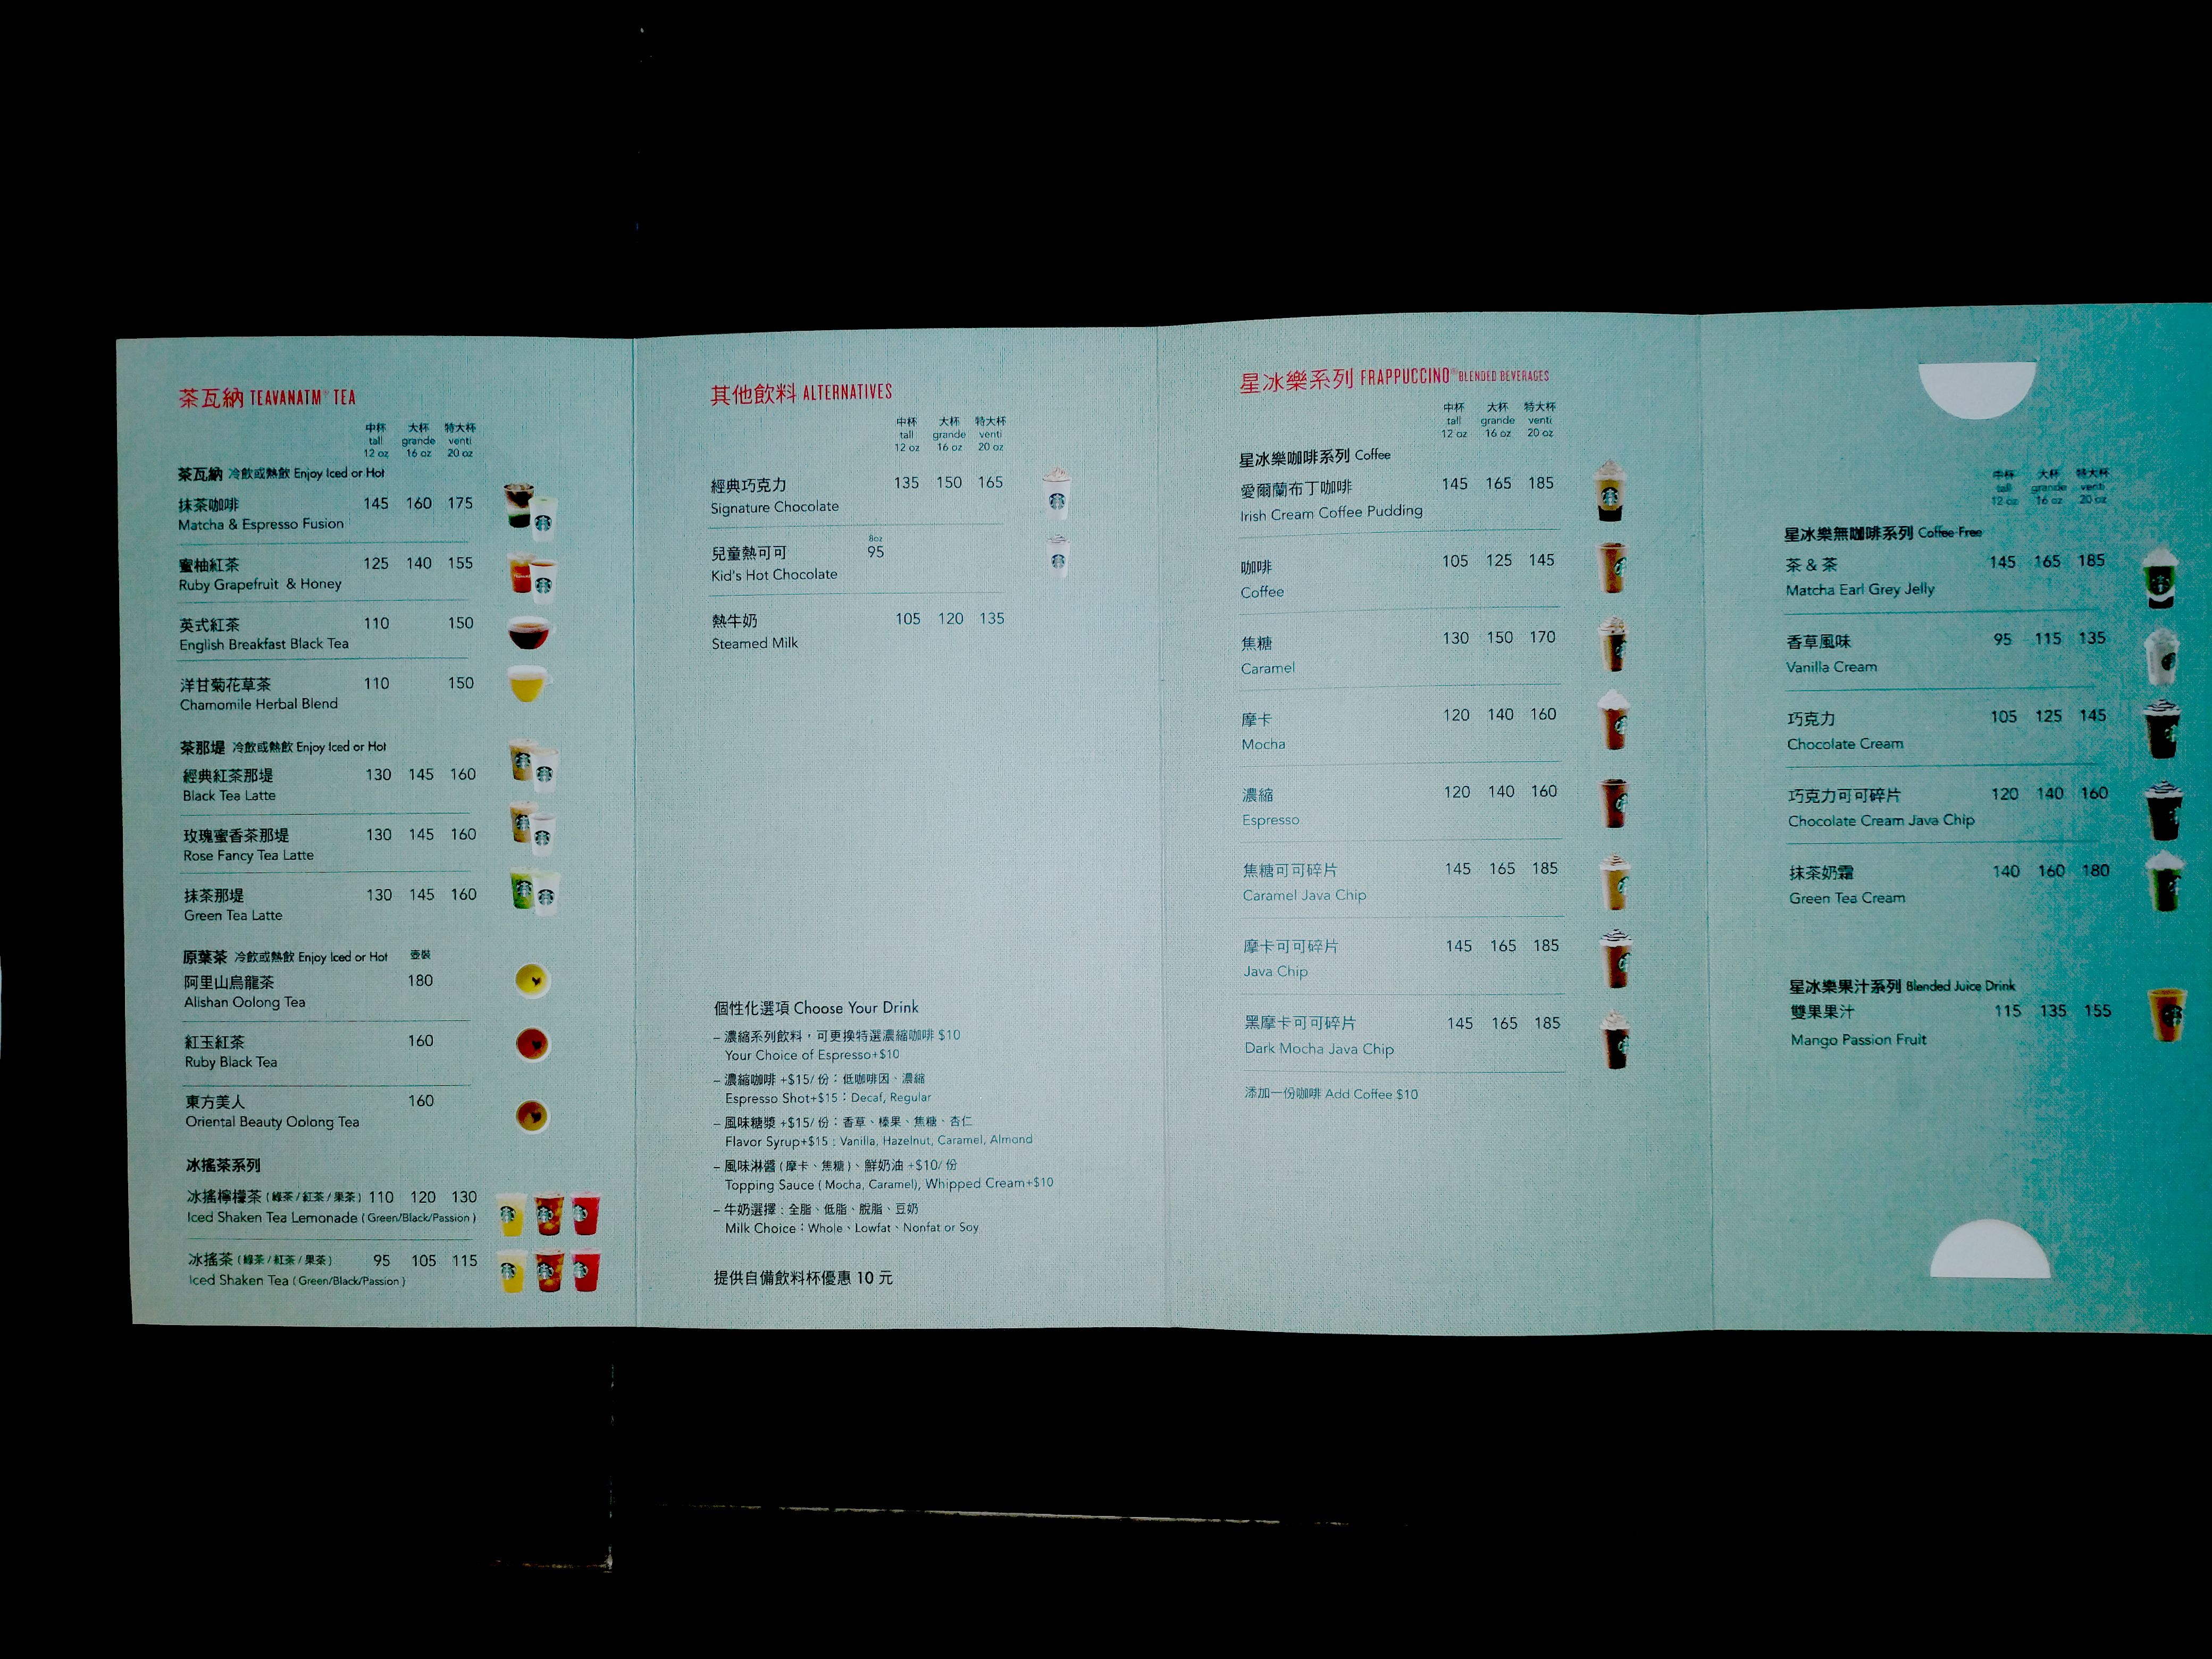 茶瓦納 TEAVANATM® TEA
中杯 大杯 特大杯
tall grande venti
12 oz 16 oz 20 oz
茶瓦納 冷飲或熱飲 Enjoy Iced or Hot
抹茶咖啡 145 160 175
Matcha & Espresso Fusion
蜜柚紅茶 125 140 155
Ruby Grapefruit & Honey
英式紅茶 110 150
English Breakfast Black Tea
洋甘菊花草茶 110 150
Chamomile Herbal Blend
茶那堤 冷飲或熱飲 Enjoy Iced or Hot
經典紅茶那堤 130 145 160
Black Tea Latte
玫瑰蜜香茶那堤 130 145 160
Rose Fancy Tea Latte
抹茶那堤 130 145 160
Green Tea Latte
原葉茶 冷飲或熱飲 Enjoy Iced or Hot 壺裝
阿里山烏龍茶 180
Alishan Oolong Tea
紅玉紅茶 160
Ruby Black Tea
東方美人 160
Oriental Beauty Oolong Tea
冰搖茶系列
冰搖檸檬茶 ( 綠茶 / 紅茶 / 果茶 ) 110 120 130
Iced Shaken Tea Lemonade ( Green/Black/Passion )
冰搖茶 ( 綠茶 / 紅茶 / 果茶 ) 95 105 115
Iced Shaken Tea ( Green/Black/Passion )
其他飲料 ALTERNATIVES
中杯 大杯 特大杯
tall grande venti
12 oz 16 oz 20 oz
經典巧克力 135 150 165
Signature Chocolate
8oz
兒童熱可可 95
Kid's Hot Chocolate
熱牛奶 105 120 135
Steamed Milk
個性化選項 Choose Your Drink
– 濃縮系列飲料，可更換特選濃縮咖啡 $10
Your Choice of Espresso+$10
– 濃縮咖啡 +$15/ 份：低咖啡因、濃縮
Espresso Shot+$15：Decaf, Regular
– 風味糖漿 +$15/ 份：香草、榛果、焦糖、杏仁
Flavor Syrup+$15 : Vanilla, Hazelnut, Caramel, Almond
– 風味淋醬 ( 摩卡、焦糖 )、鮮奶油 +$10/ 份
Topping Sauce ( Mocha, Caramel), Whipped Cream+$10
– 牛奶選擇：全脂、低脂、脫脂、豆奶
Milk Choice：Whole、Lowfat、Nonfat or Soy
提供自備飲料杯優惠 10 元
星冰樂系列 FRAPPUCCINO® BLENDED BEVERAGES
中杯 大杯 特大杯
tall grande venti
12 oz 16 oz 20 oz
星冰樂咖啡系列 Coffee
愛爾蘭布丁咖啡 145 165 185
Irish Cream Coffee Pudding
咖啡 105 125 145
Coffee
焦糖 130 150 170
Caramel
摩卡 120 140 160
Mocha
濃縮 120 140 160
Espresso
焦糖可可碎片 145 165 185
Caramel Java Chip
摩卡可可碎片 145 165 185
Java Chip
黑摩卡可可碎片 145 165 185
Dark Mocha Java Chip
添加一份咖啡 Add Coffee $10
中杯 大杯 特大杯
tall grande venti
12 oz 16 oz 20 oz
星冰樂無咖啡系列 Coffee-Free
茶 & 茶 145 165 185
Matcha Earl Grey Jelly
香草風味 95 115 135
Vanilla Cream
巧克力 105 125 145
Chocolate Cream
巧克力可可碎片 120 140 160
Chocolate Cream Java Chip
抹茶奶霜 140 160 180
Green Tea Cream
星冰樂果汁系列 Blended Juice Drink
雙果果汁 115 135 155
Mango Passion Fruit